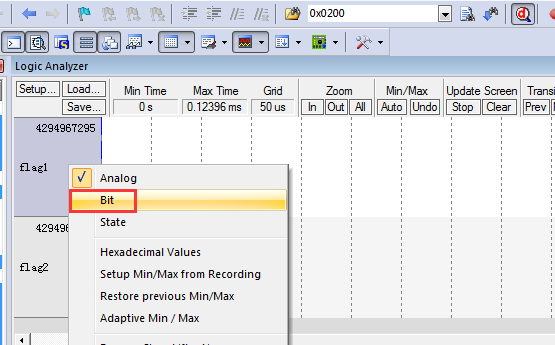 0x0200
Logic Analyzer
Setup... Load... Min Time Max Time Grid Zoom Min/Max Update Screen Transi
Save... 0 s 0.12396 ms 50 us In Out All Auto Undo Stop Clear Prev
4294967295
flag1
Analog
Bit
State
42949
flag2
Hexadecimal Values
Setup Min/Max from Recording
Restore previous Min/Max
Adaptive Min / Max